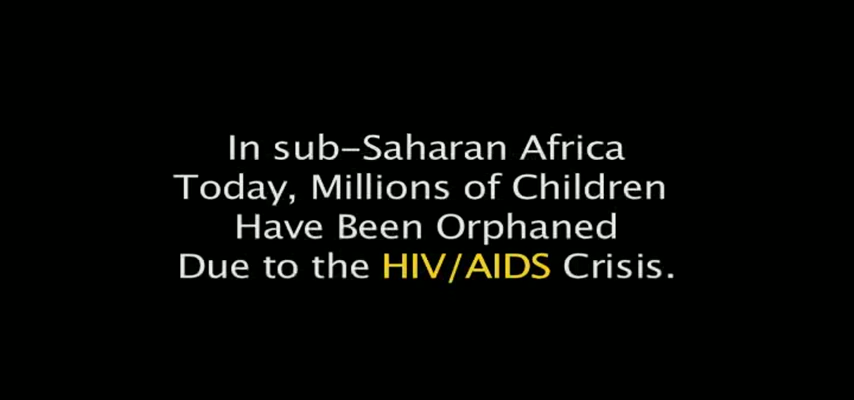 In sub-Saharan Africa
Today, Millions of Children
Have Been Orphaned
Due to the HIV/AIDS Crisis.